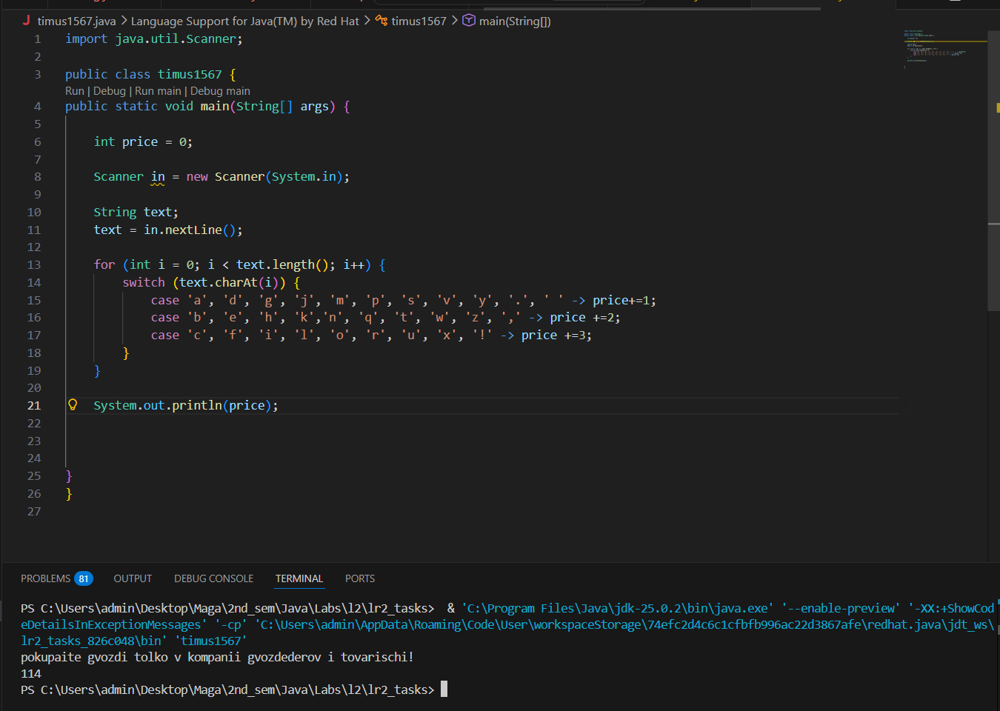 timus1567.java > Language Support for Java(TM) by Red Hat > timus1567 > main(String[])
1 import java.util.Scanner;
2
3 public class timus1567 {
Run | Debug | Run main | Debug main
4 public static void main(String[] args) {
5
6 int price = 0;
7
8 Scanner in = new Scanner(System.in);
9
10 String text;
11 text = in.nextLine();
12
13 for (int i = 0; i < text.length(); i++) {
14 switch (text.charAt(i)) {
15 case 'a', 'd', 'g', 'j', 'm', 'p', 's', 'v', 'y', '.', ' ' -> price+=1;
16 case 'b', 'e', 'h', 'k','n', 'q', 't', 'w', 'z', ',' -> price +=2;
17 case 'c', 'f', 'i', 'l', 'o', 'r', 'u', 'x', '!' -> price +=3;
18 }
19 }
20
21 System.out.println(price);
22
23
24
25 }
26 }
27
PROBLEMS 81 OUTPUT DEBUG CONSOLE TERMINAL PORTS
PS C:\Users\admin\Desktop\Maga\2nd_sem\Java\Labs\l2\lr2_tasks> & 'C:\Program Files\Java\jdk-25.0.2\bin\java.exe' '--enable-preview' '-XX:+ShowCod
eDetailsInExceptionMessages' '-cp' 'C:\Users\admin\AppData\Roaming\Code\User\workspaceStorage\74efc2d4c6c1cfbfb996ac22d3867afe\redhat.java\jdt_ws\
lr2_tasks_826c048\bin' 'timus1567'
pokupaite gvozdi tolko v kompanii gvozdederov i tovarischi!
114
PS C:\Users\admin\Desktop\Maga\2nd_sem\Java\Labs\l2\lr2_tasks>